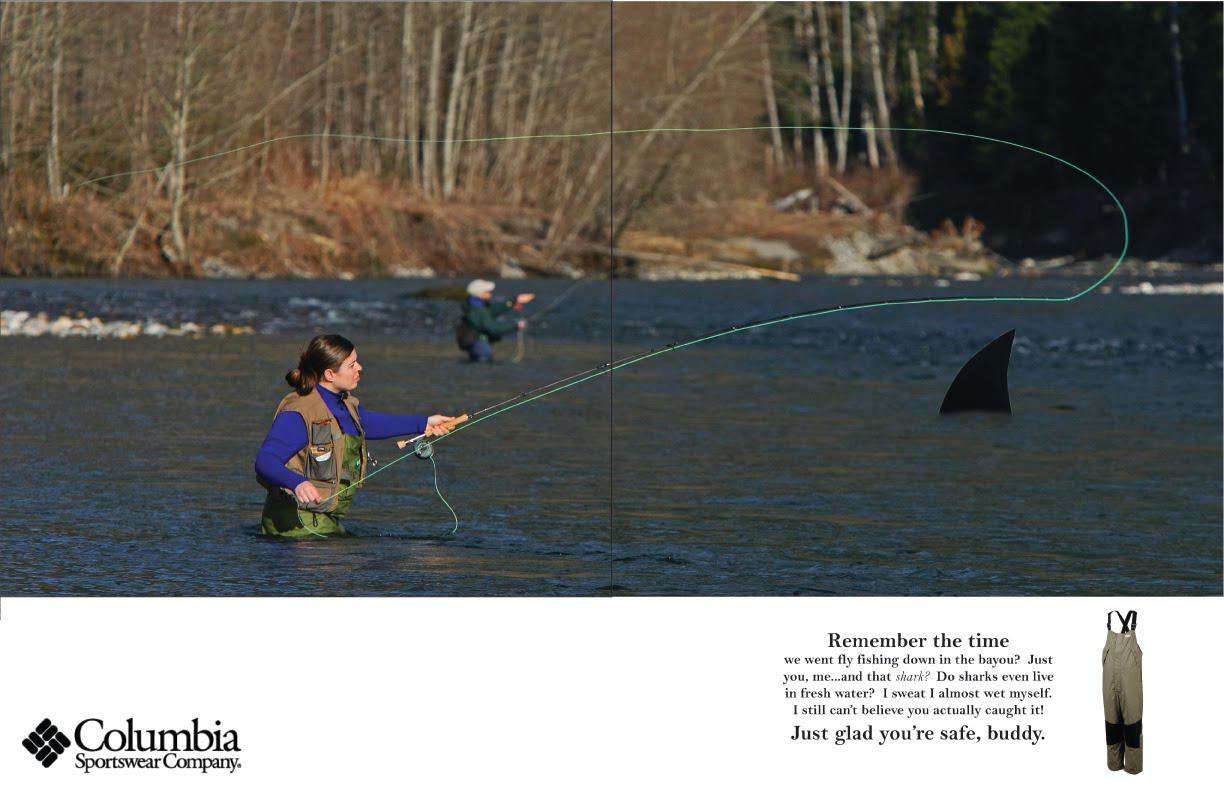 Remember the time
we went fly fishing down in the bayou? Just
you, me...and that shark? Do sharks even live
in fresh water? I sweat I almost wet myself.
I still can't believe you actually caught it!
Just glad you're safe, buddy.
Columbia
Sportswear Company®